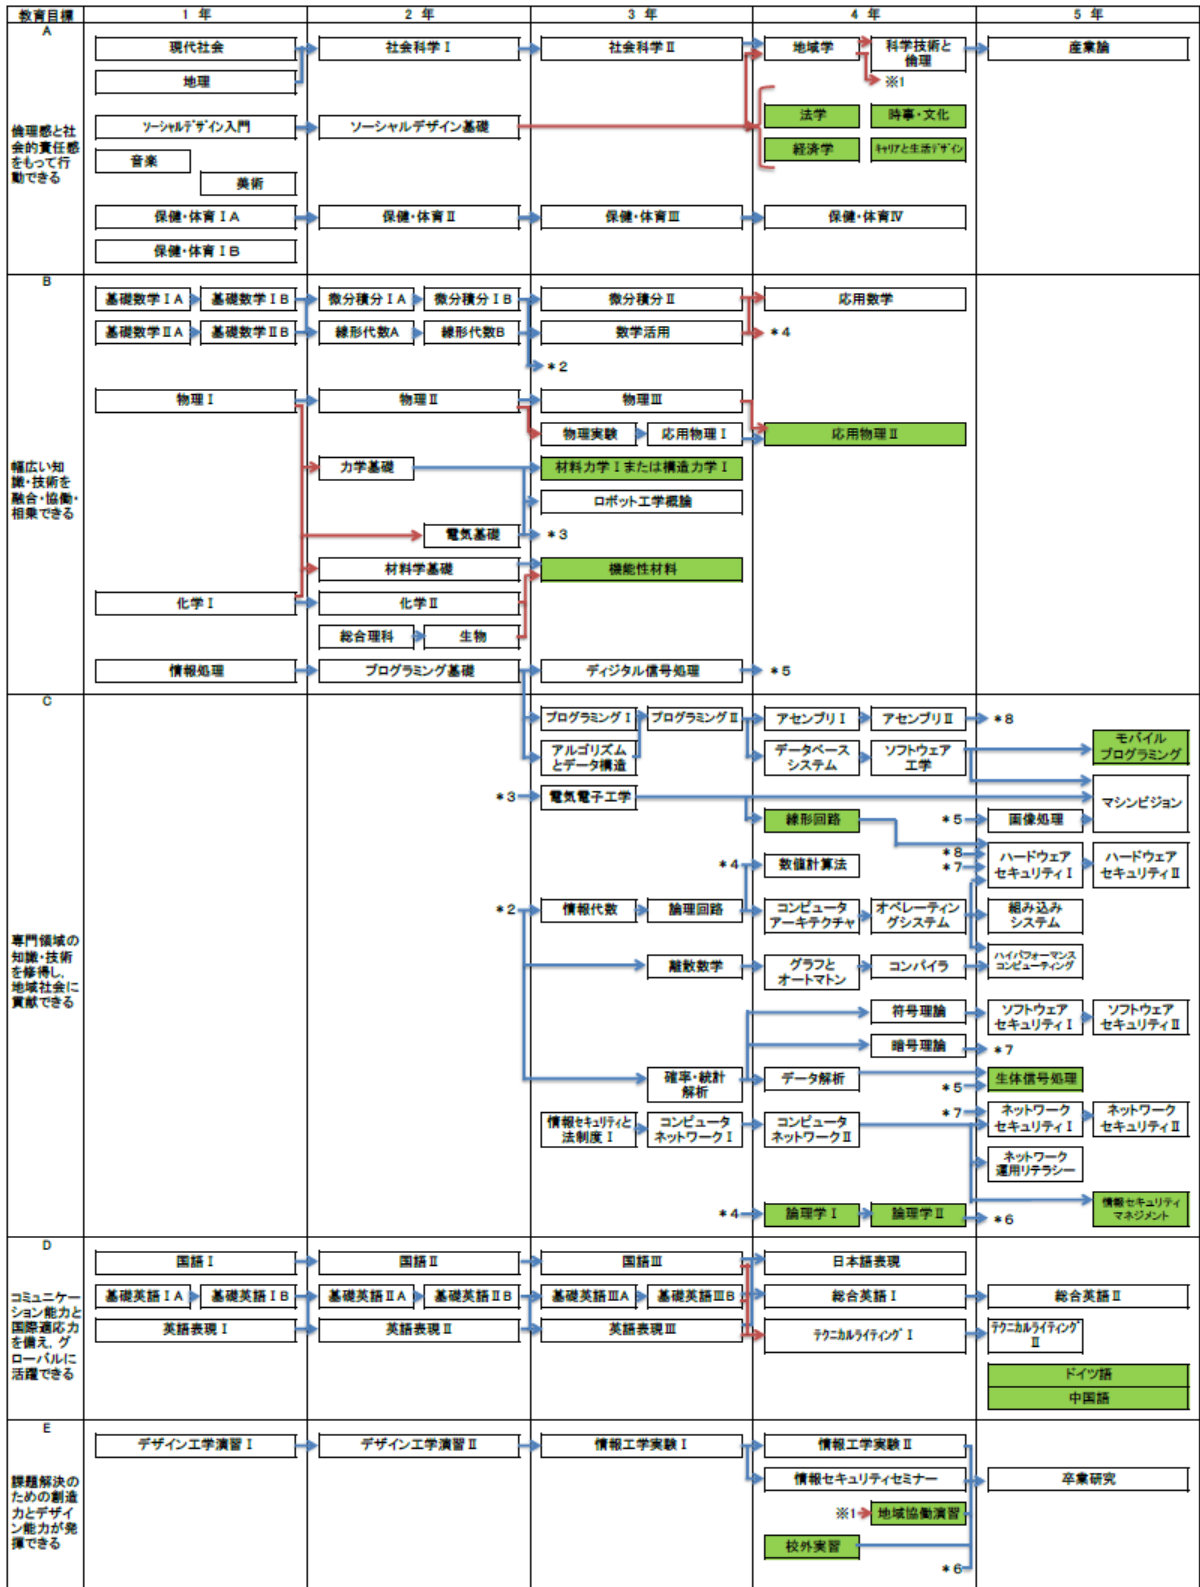 教育目標 1 年 2 年 3 年 4 年 5 年
A
倫理感と社
会的責任感
をもって行
動できる
現代社会 社会科学Ⅰ 社会科学Ⅱ 地域学 科学技術と
倫理 産業論
地理
※1
ソーシャルデザイン入門 ソーシャルデザイン基礎
法学 時事・文化
経済学 キャリアと生活デザイン
音楽
美術
保健・体育ⅠA 保健・体育Ⅱ 保健・体育Ⅲ 保健・体育Ⅳ
保健・体育ⅠB
B
幅広い知
識・技術を
融合・協働・
相乗できる
基礎数学ⅠA 基礎数学ⅠB 微分積分ⅠA 微分積分ⅠB 微分積分Ⅱ 応用数学
基礎数学ⅡA 基礎数学ⅡB 線形代数A 線形代数B 数学活用 *4
*2
物理Ⅰ 物理Ⅱ 物理Ⅲ
物理実験 応用物理Ⅰ 応用物理Ⅱ
力学基礎 材料力学Ⅰまたは構造力学Ⅰ
ロボット工学概論
電気基礎 *3
材料学基礎 機能性材料
化学Ⅰ 化学Ⅱ
総合理科 生物
情報処理 プログラミング基礎 ディジタル信号処理 *5
C
専門領域の
知識・技術
を修得し、
地域社会に
貢献できる
プログラミングⅠ プログラミングⅡ アセンブリⅠ アセンブリⅡ *8
アルゴリズム
とデータ構造
データベース
システム
ソフトウェア
工学
モバイル
プログラミング
*3 電気電子工学
マシンビジョン
線形回路 *5 画像処理
*4 数値計算法
*8
*7
ハードウェア
セキュリティⅠ
ハードウェア
セキュリティⅡ
*2 情報代数 論理回路
コンピュータ
アーキテクチャ
オペレーティン
グシステム
組み込み
システム
離散数学
グラフと
オートマトン
コンパイラ
ハイパフォーマンス
コンピューティング
符号理論
ソフトウェア
セキュリティⅠ
ソフトウェア
セキュリティⅡ
暗号理論 *7
確率・統計
解析
データ解析 *5 生体信号処理
情報セキュリティと
法制度Ⅰ
コンピュータ
ネットワークⅠ
コンピュータ
ネットワークⅡ
*7
ネットワーク
セキュリティⅠ
ネットワーク
セキュリティⅡ
ネットワーク
運用リテラシー
情報セキュリティ
マネジメント
*4 論理学Ⅰ 論理学Ⅱ *6
D
コミュニケー
ション能力と
国際適応力
を備え、グ
ローバルに
活躍できる
国語Ⅰ 国語Ⅱ 国語Ⅲ 日本語表現
基礎英語ⅠA 基礎英語ⅠB 基礎英語ⅡA 基礎英語ⅡB 基礎英語ⅢA 基礎英語ⅢB 総合英語Ⅰ 総合英語Ⅱ
英語表現Ⅰ 英語表現Ⅱ 英語表現Ⅲ テクニカルライティングⅠ テクニカルライティング
Ⅱ
ドイツ語
中国語
E
課題解決の
ための創造
力とデザイ
ン能力が発
揮できる
デザイン工学演習Ⅰ デザイン工学演習Ⅱ 情報工学実験Ⅰ 情報工学実験Ⅱ
情報セキュリティセミナー 卒業研究
※1 地域協働演習
校外実習
*6